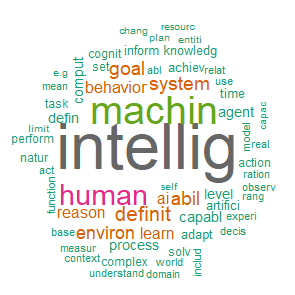 chang
resourc
plan
entiti
cognit
inform
knowledg
e.g
comput
set
goal
abl
achiev
relat
mean
behavior
system
use
task
time
machin
defin
agent
capac
limit
perform
model
real
intellig
natur
action
act
ration
function
human
self
observ
ai
abil
level
rang
reason
definit
artifici
capabl
experi
base
environ
learn
adapt
decis
measur
process
solv
context
complex
world
includ
understand
domain